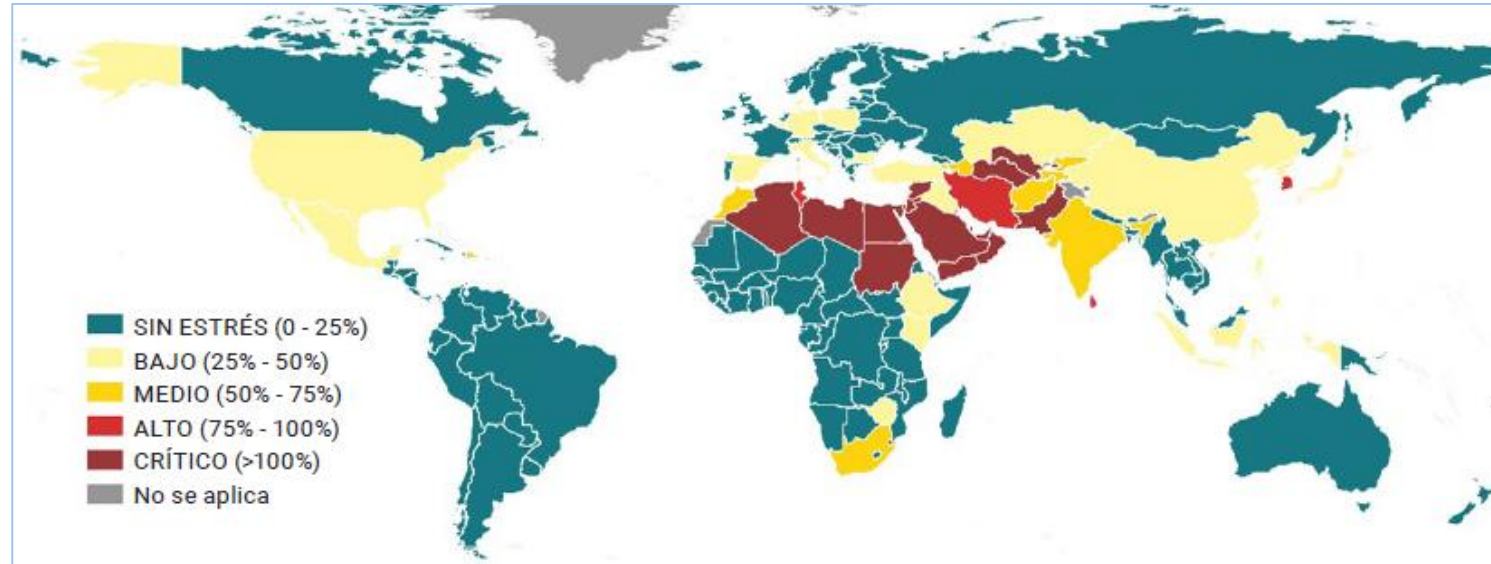 SIN ESTRÉS (0 - 25%)
BAJO (25% - 50%)
MEDIO (50% - 75%)
ALTO (75% - 100%)
CRÍTICO (>100%)
No se aplica